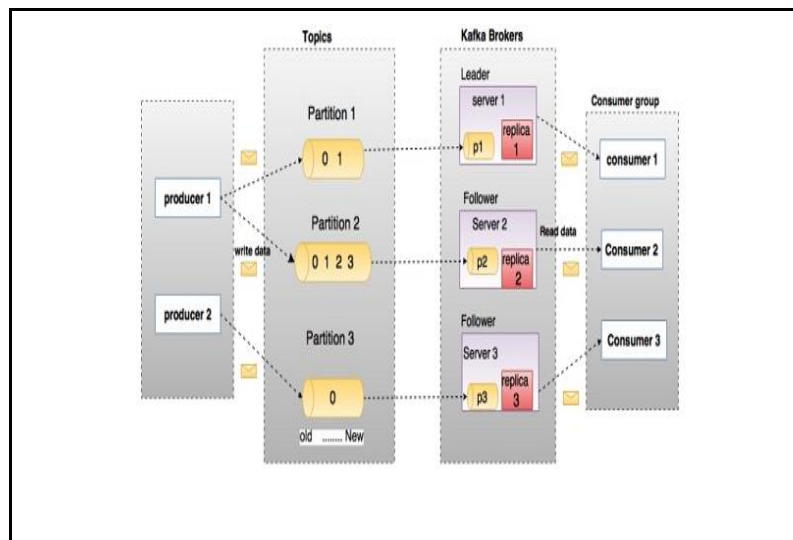 Topics
Kafka Brokers
Consumer group
producer 1
write data
producer 2
Partition 1
0 1
Partition 2
0 1 2 3
Partition 3
0
old ........ New
Leader
server 1
p1
replica
1
Follower
Server 2
p2
replica
2
Follower
Server 3
p3
replica
3
Read data
consumer 1
Consumer 2
Consumer 3